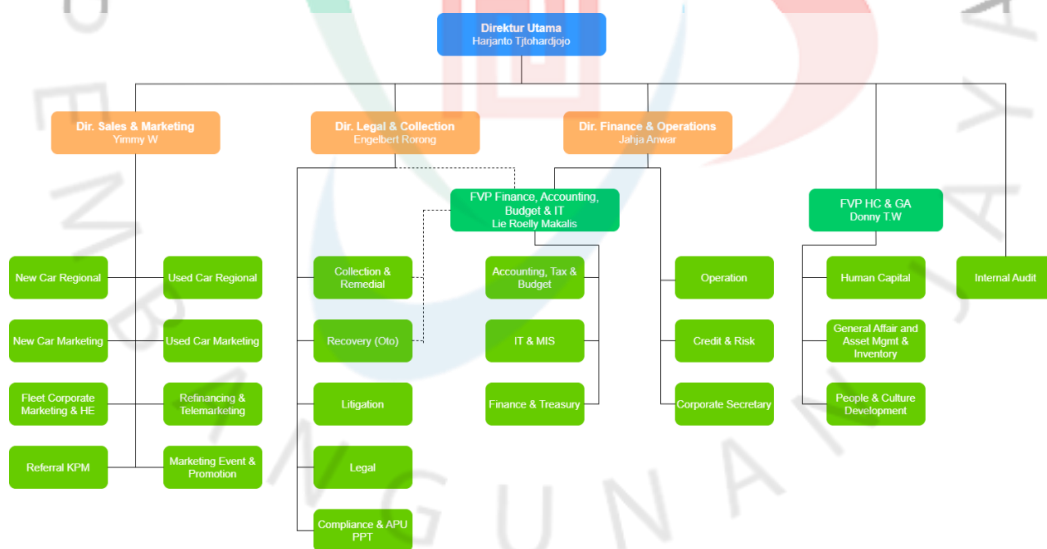 Direktur Utama
Harjanto Tjtohardjojo
Dir. Sales & Marketing
Yimmy W
Dir. Legal & Collection
Engelbert Rorong
Dir. Finance & Operations
Jahja Anwar
FVP Finance, Accounting,
Budget & IT
Lie Roelly Makalis
FVP HC & GA
Donny T.W
New Car Regional
Used Car Regional
Collection &
Remedial
Accounting, Tax &
Budget
Operation
Human Capital
Internal Audit
New Car Marketing
Used Car Marketing
Recovery (Oto)
IT & MIS
Credit & Risk
General Affair and
Asset Mgmt &
Inventory
Fleet Corporate
Marketing & HE
Refinancing &
Telemarketing
Litigation
Finance & Treasury
Corporate Secretary
People & Culture
Development
Referral KPM
Marketing Event &
Promotion
Legal
Compliance & APU
PPT
PEMBANGUNAN JAYA